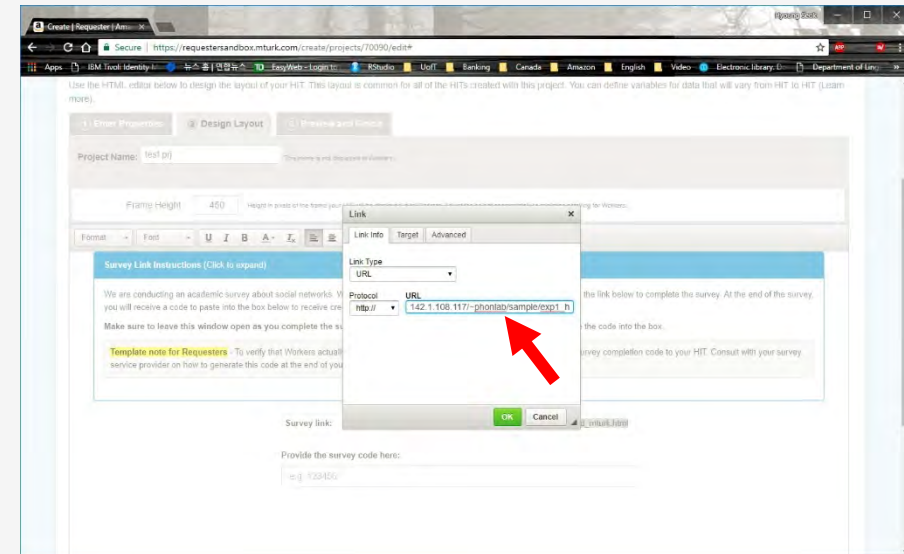 Create | Requester | Am
Secure | https://requestersandbox.mturk.com/create/projects/70090/edit#
Apps IBM Tivoli Identity 뉴스홈 | 연합뉴스 EasyWeb - Login RStudio UofT Banking Canada Amazon English Video Electronic library, D Department of Ling »
Use the HTML editor below to design the layout of your HIT. This layout is common for all of the HITs created with this project. You can define variables for data that will vary from HIT to HIT (Learn
more).
Design Layout
Project Name: test prj
Frame Height 450
Format Font U I B A
Link
Link Info Target Advanced
Link Type
URL
Protocol URL
http:// 142.1.108.117/~phonlab/sample/exp1_h
OK Cancel
Survey Link Instructions (Click to expand)
We are conducting an academic survey about social networks. the link below to complete the survey. At the end of the survey,
you will receive a code to paste into the box below to receive
Make sure to leave this window open as you complete the the code into the box.
Template note for Requesters - To verify that Workers survey completion code to your HIT. Consult with your survey
service provider on how to generate this code at the end of
Survey link:
Provide the survey code here:
e.g. 123456